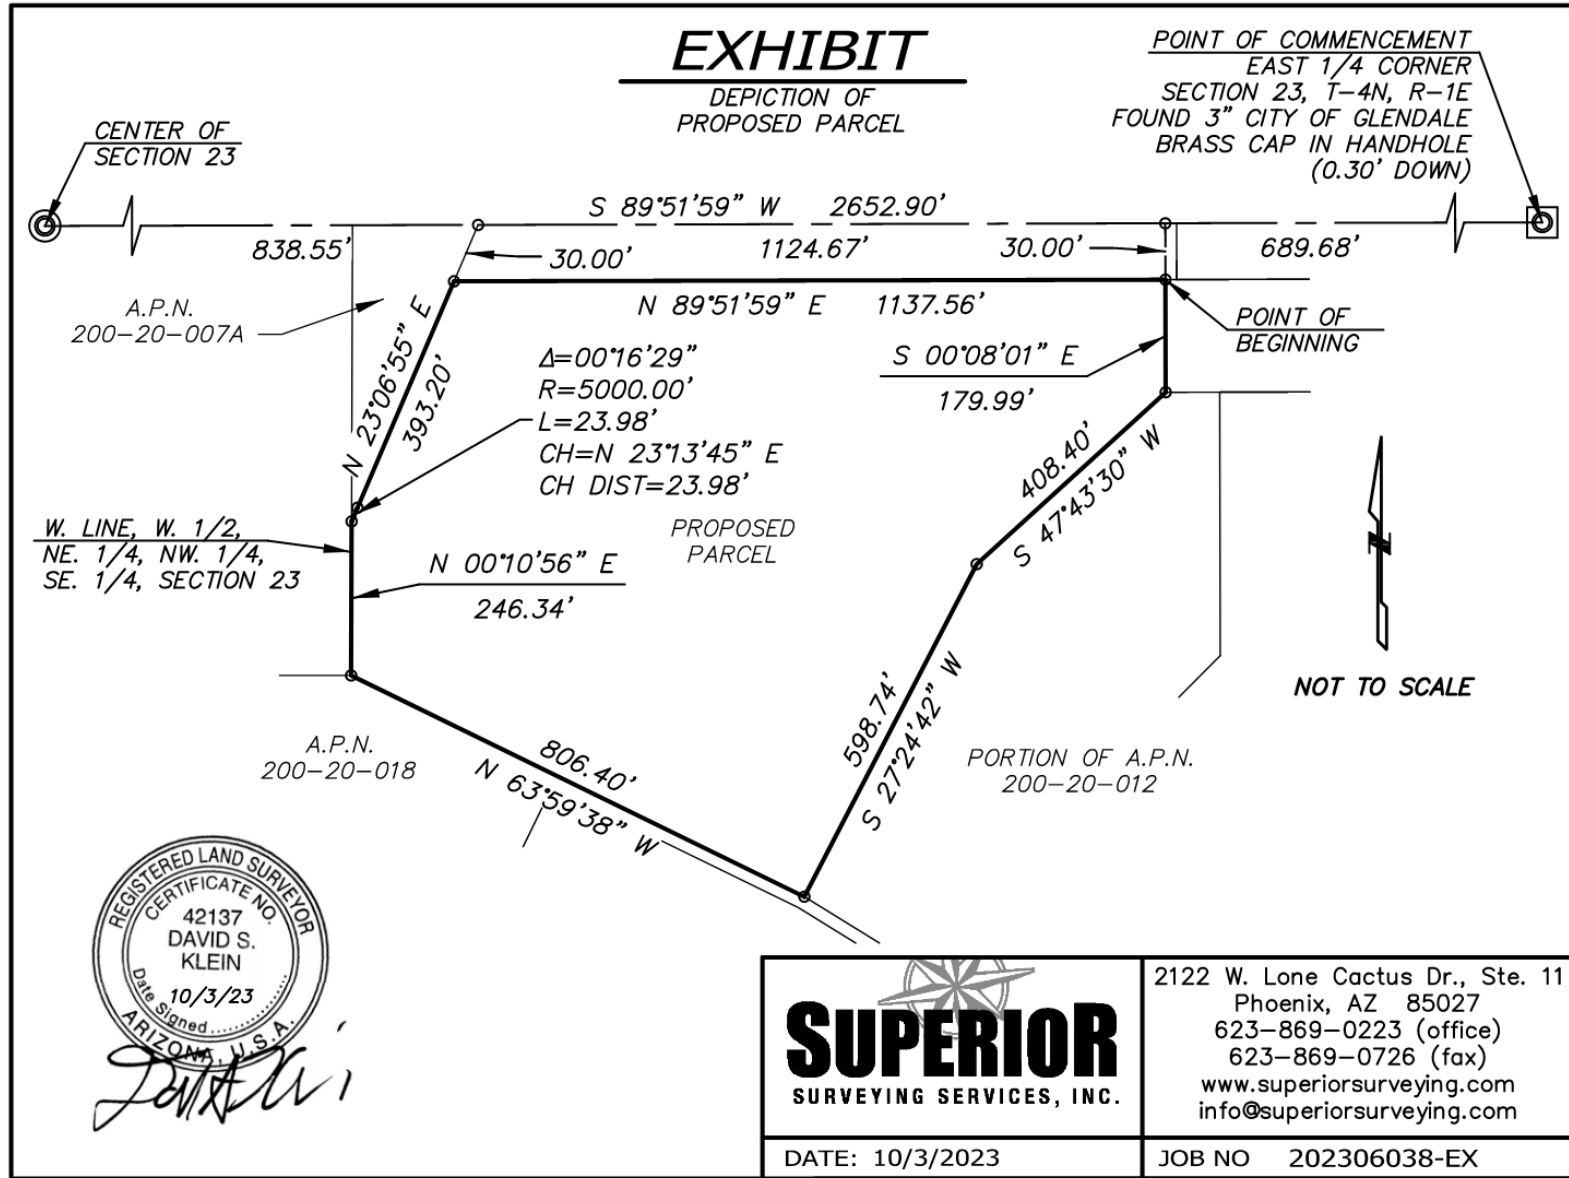 EXHIBIT
DEPICTION OF
PROPOSED PARCEL
POINT OF COMMENCEMENT
EAST 1/4 CORNER
SECTION 23, T-4N, R-1E
FOUND 3" CITY OF GLENDALE
BRASS CAP IN HANDHOLE
(0.30' DOWN)
CENTER OF
SECTION 23
S 89°51'59" W 2652.90'
838.55'
30.00'
1124.67'
30.00'
689.68'
A.P.N.
200-20-007A
N 89°51'59" E 1137.56'
POINT OF
BEGINNING
N 23°06'55" E
393.20'
Δ=00°16'29"
R=5000.00'
L=23.98'
CH=N 23°13'45" E
CH DIST=23.98'
S 00°08'01" E
179.99'
408.40'
S 47°43'30" W
W. LINE, W. 1/2,
NE. 1/4, NW. 1/4,
SE. 1/4, SECTION 23
PROPOSED
PARCEL
N 00°10'56" E
246.34'
N
NOT TO SCALE
598.74'
S 27°24'42" W
A.P.N.
200-20-018
806.40'
N 63°59'38" W
PORTION OF A.P.N.
200-20-012
REGISTERED LAND SURVEYOR
CERTIFICATE NO.
42137
DAVID S.
KLEIN
10/3/23
Date Signed
ARIZONA, U.S.A.
SUPERIOR
SURVEYING SERVICES, INC.
2122 W. Lone Cactus Dr., Ste. 11
Phoenix, AZ 85027
623-869-0223 (office)
623-869-0726 (fax)
www.superiorsurveying.com
info@superiorsurveying.com
DATE: 10/3/2023
JOB NO 202306038-EX